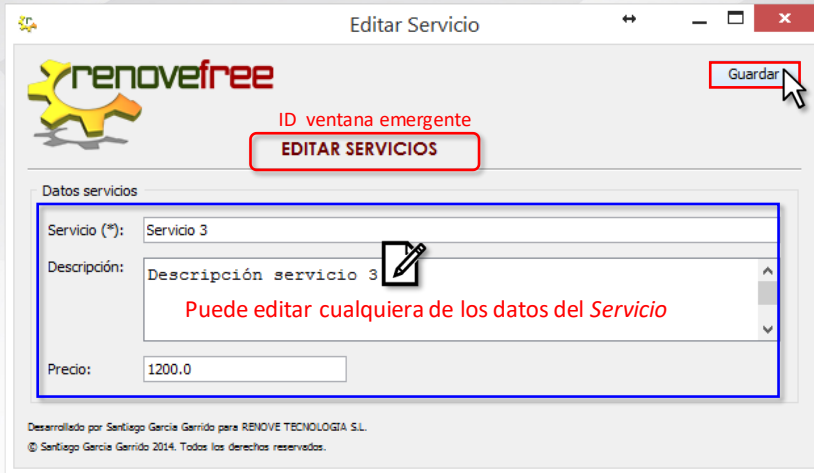 Editar Servicio
renovefree
Guardar
ID ventana emergente
EDITAR SERVICIOS
Datos servicios
Servicio (*): Servicio 3
Descripción: Descripción servicio 3
Puede editar cualquiera de los datos del Servicio
Precio: 1200.0
Desarrollado por Santiago Garcia Garrido para RENOVE TECNOLOGIA S.L.
© Santiago Garcia Garrido 2014. Todos los derechos reservados.